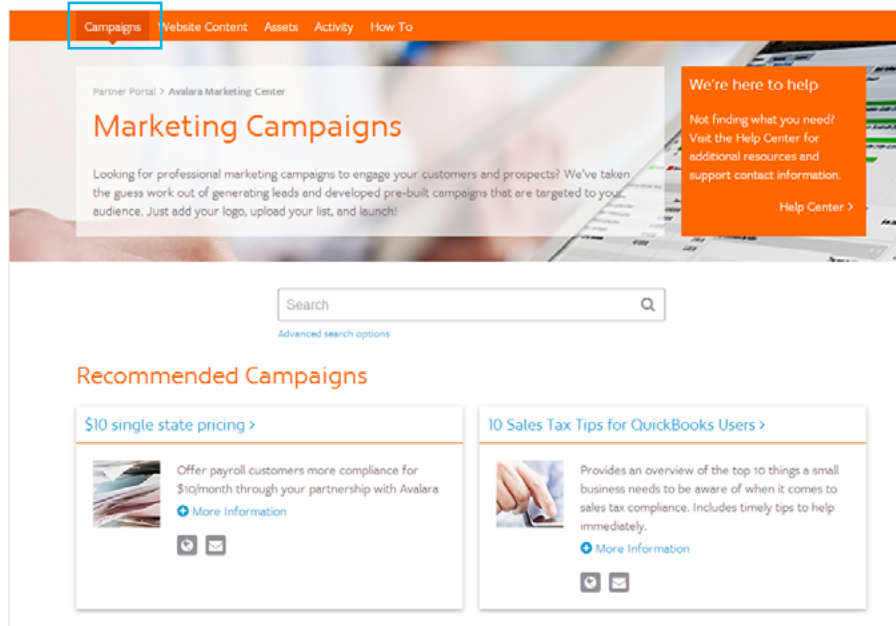 Campaigns Website Content Assets Activity How To
Partner Portal > Avalara Marketing Center
Marketing Campaigns
Looking for professional marketing campaigns to engage your customers and prospects? We've taken
the guess work out of generating leads and developed pre-built campaigns that are targeted to your
audience. Just add your logo, upload your list, and launch!
We're here to help
Not finding what you need?
Visit the Help Center for
additional resources and
support contact information.
Help Center >
Search
Advanced search options
Recommended Campaigns
$10 single state pricing >
Offer payroll customers more compliance for
$10/month through your partnership with Avalara
More Information
10 Sales Tax Tips for QuickBooks Users >
Provides an overview of the top 10 things a small
business needs to be aware of when it comes to
sales tax compliance. Includes timely tips to help
immediately.
More Information